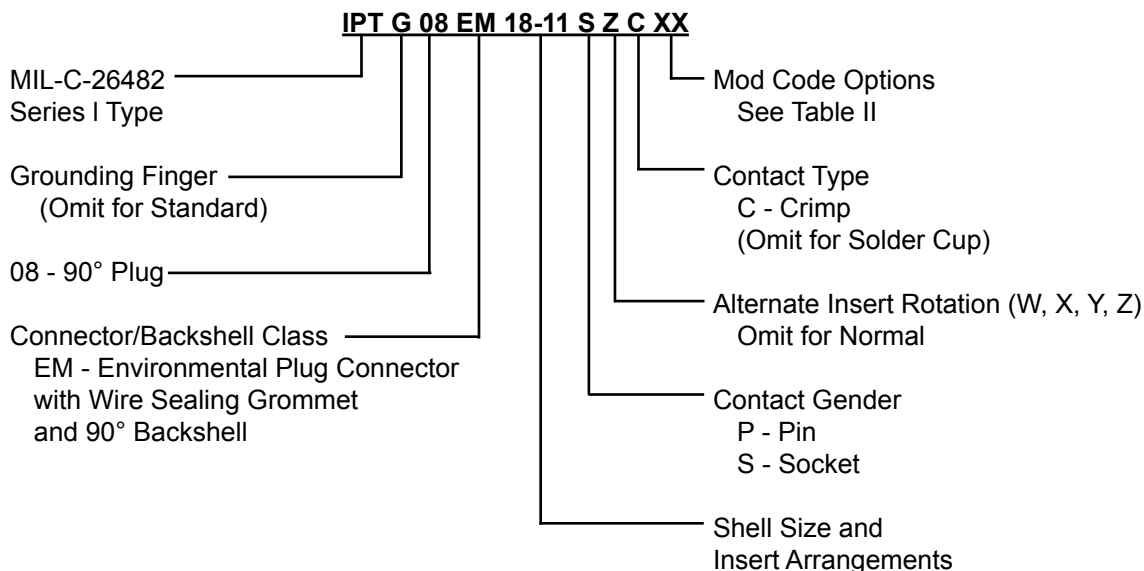 IPT G 08 EM 18-11 S Z C XX
MIL-C-26482
Series I Type
Grounding Finger
(Omit for Standard)
08 - 90° Plug
Connector/Backshell Class
EM - Environmental Plug Connector
with Wire Sealing Grommet
and 90° Backshell
Mod Code Options
See Table II
Contact Type
C - Crimp
(Omit for Solder Cup)
Alternate Insert Rotation (W, X, Y, Z)
Omit for Normal
Contact Gender
P - Pin
S - Socket
Shell Size and
Insert Arrangements